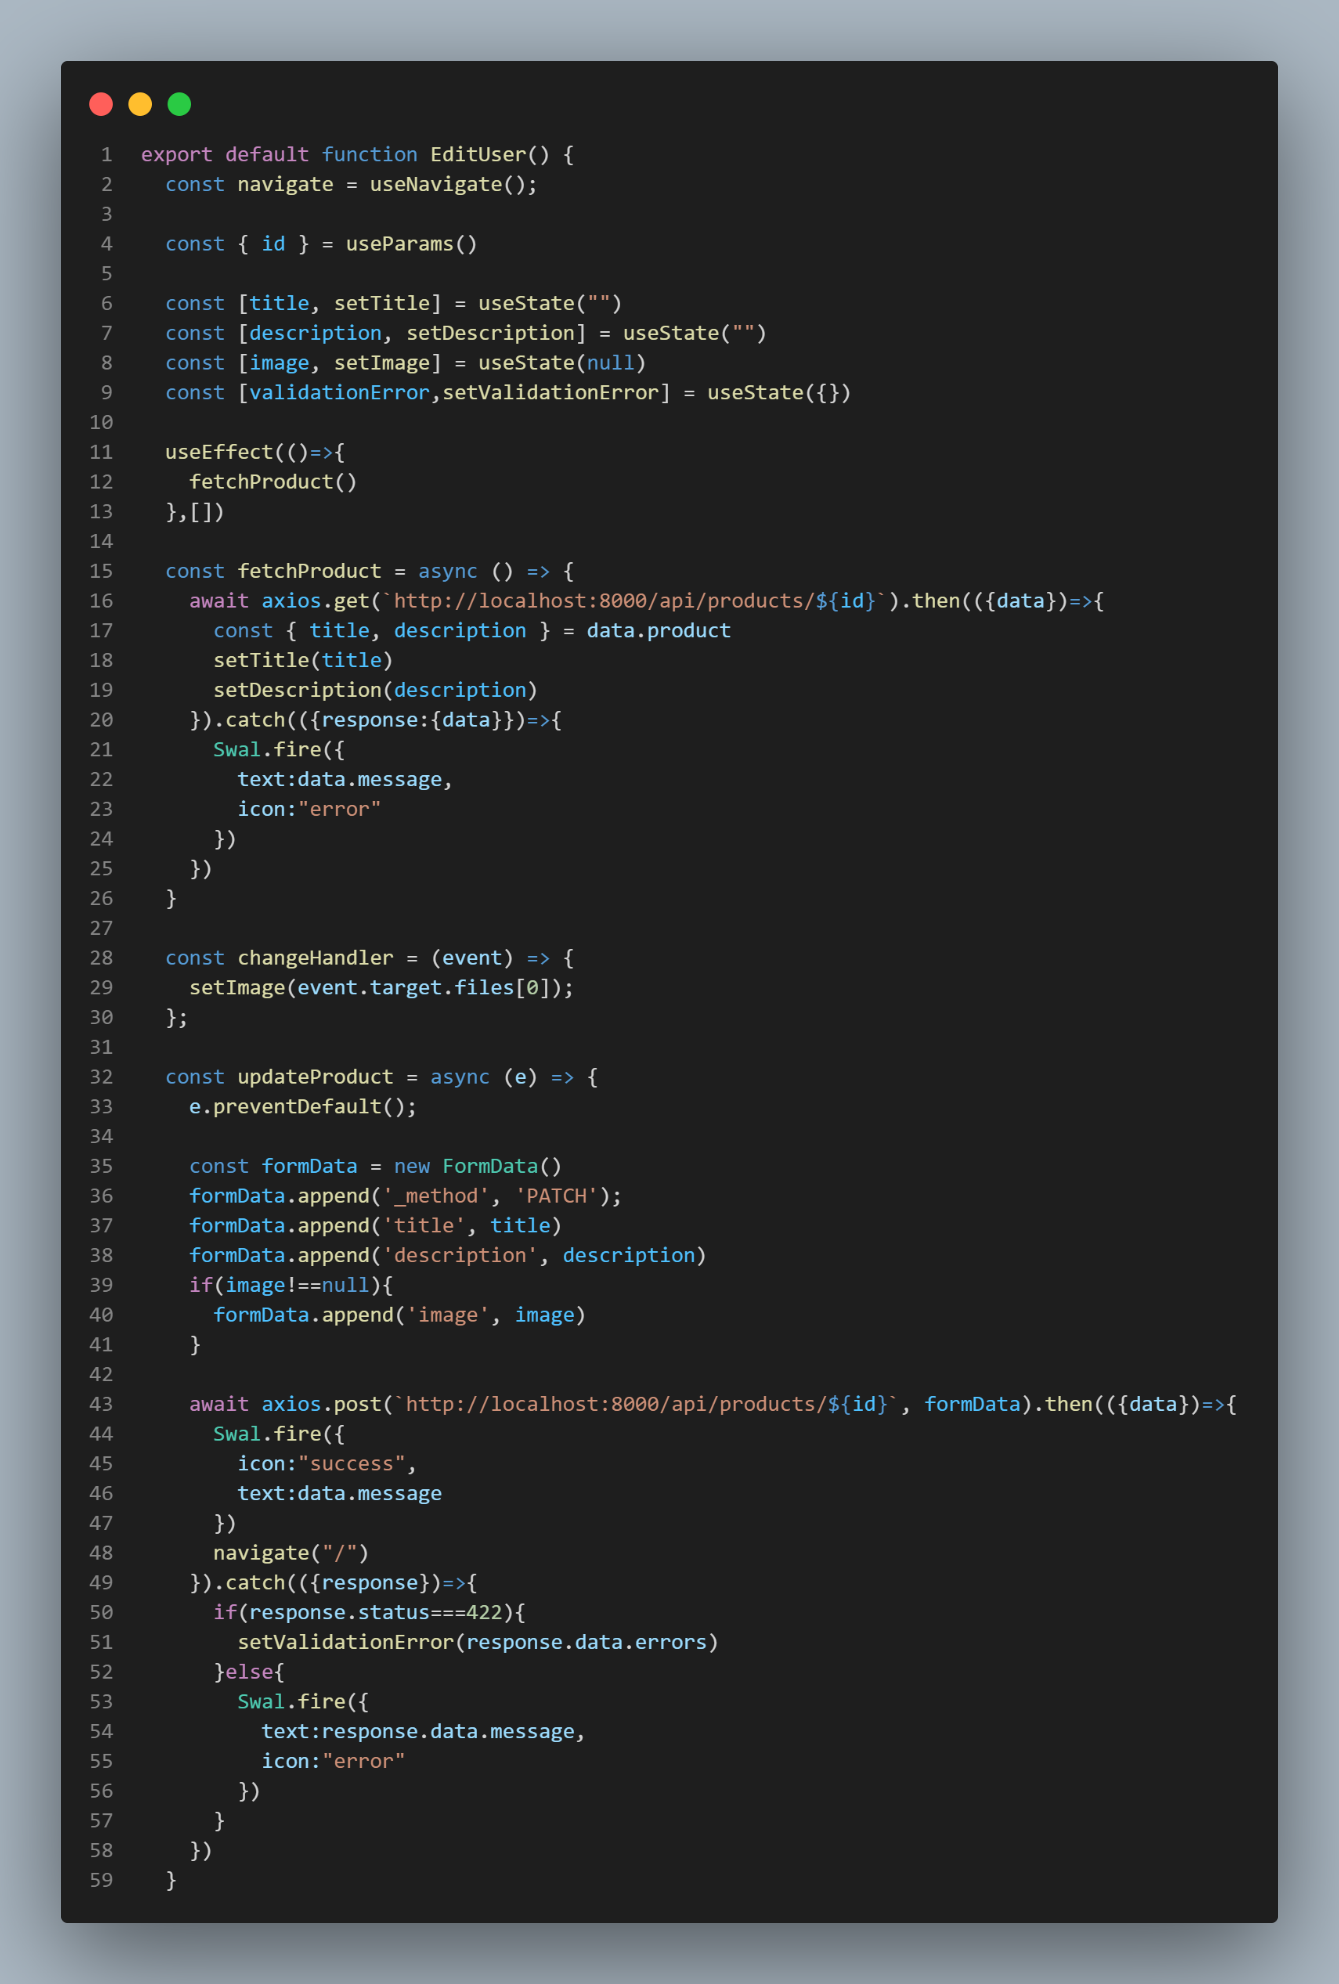 1 export default function EditUser() {
2   const navigate = useNavigate();
3
4   const { id } = useParams()
5
6   const [title, setTitle] = useState("")
7   const [description, setDescription] = useState("")
8   const [image, setImage] = useState(null)
9   const [validationError,setValidationError] = useState({})
10
11   useEffect(()=>{
12     fetchProduct()
13   },[])
14
15   const fetchProduct = async () => {
16     await axios.get(`http://localhost:8000/api/products/${id}`).then(({data})=>{
17       const { title, description } = data.product
18       setTitle(title)
19       setDescription(description)
20     }).catch(({response:{data}})=>{
21       Swal.fire({
22         text:data.message,
23         icon:"error"
24       })
25     })
26   }
27
28   const changeHandler = (event) => {
29     setImage(event.target.files[0]);
30   };
31
32   const updateProduct = async (e) => {
33     e.preventDefault();
34
35     const formData = new FormData()
36     formData.append('_method', 'PATCH');
37     formData.append('title', title)
38     formData.append('description', description)
39     if(image!==null){
40       formData.append('image', image)
41     }
42
43     await axios.post(`http://localhost:8000/api/products/${id}`, formData).then(({data})=>{
44       Swal.fire({
45         icon:"success",
46         text:data.message
47       })
48       navigate("/")
49     }).catch(({response})=>{
50       if(response.status===422){
51         setValidationError(response.data.errors)
52       }else{
53         Swal.fire({
54           text:response.data.message,
55           icon:"error"
56         })
57       }
58     })
59   }